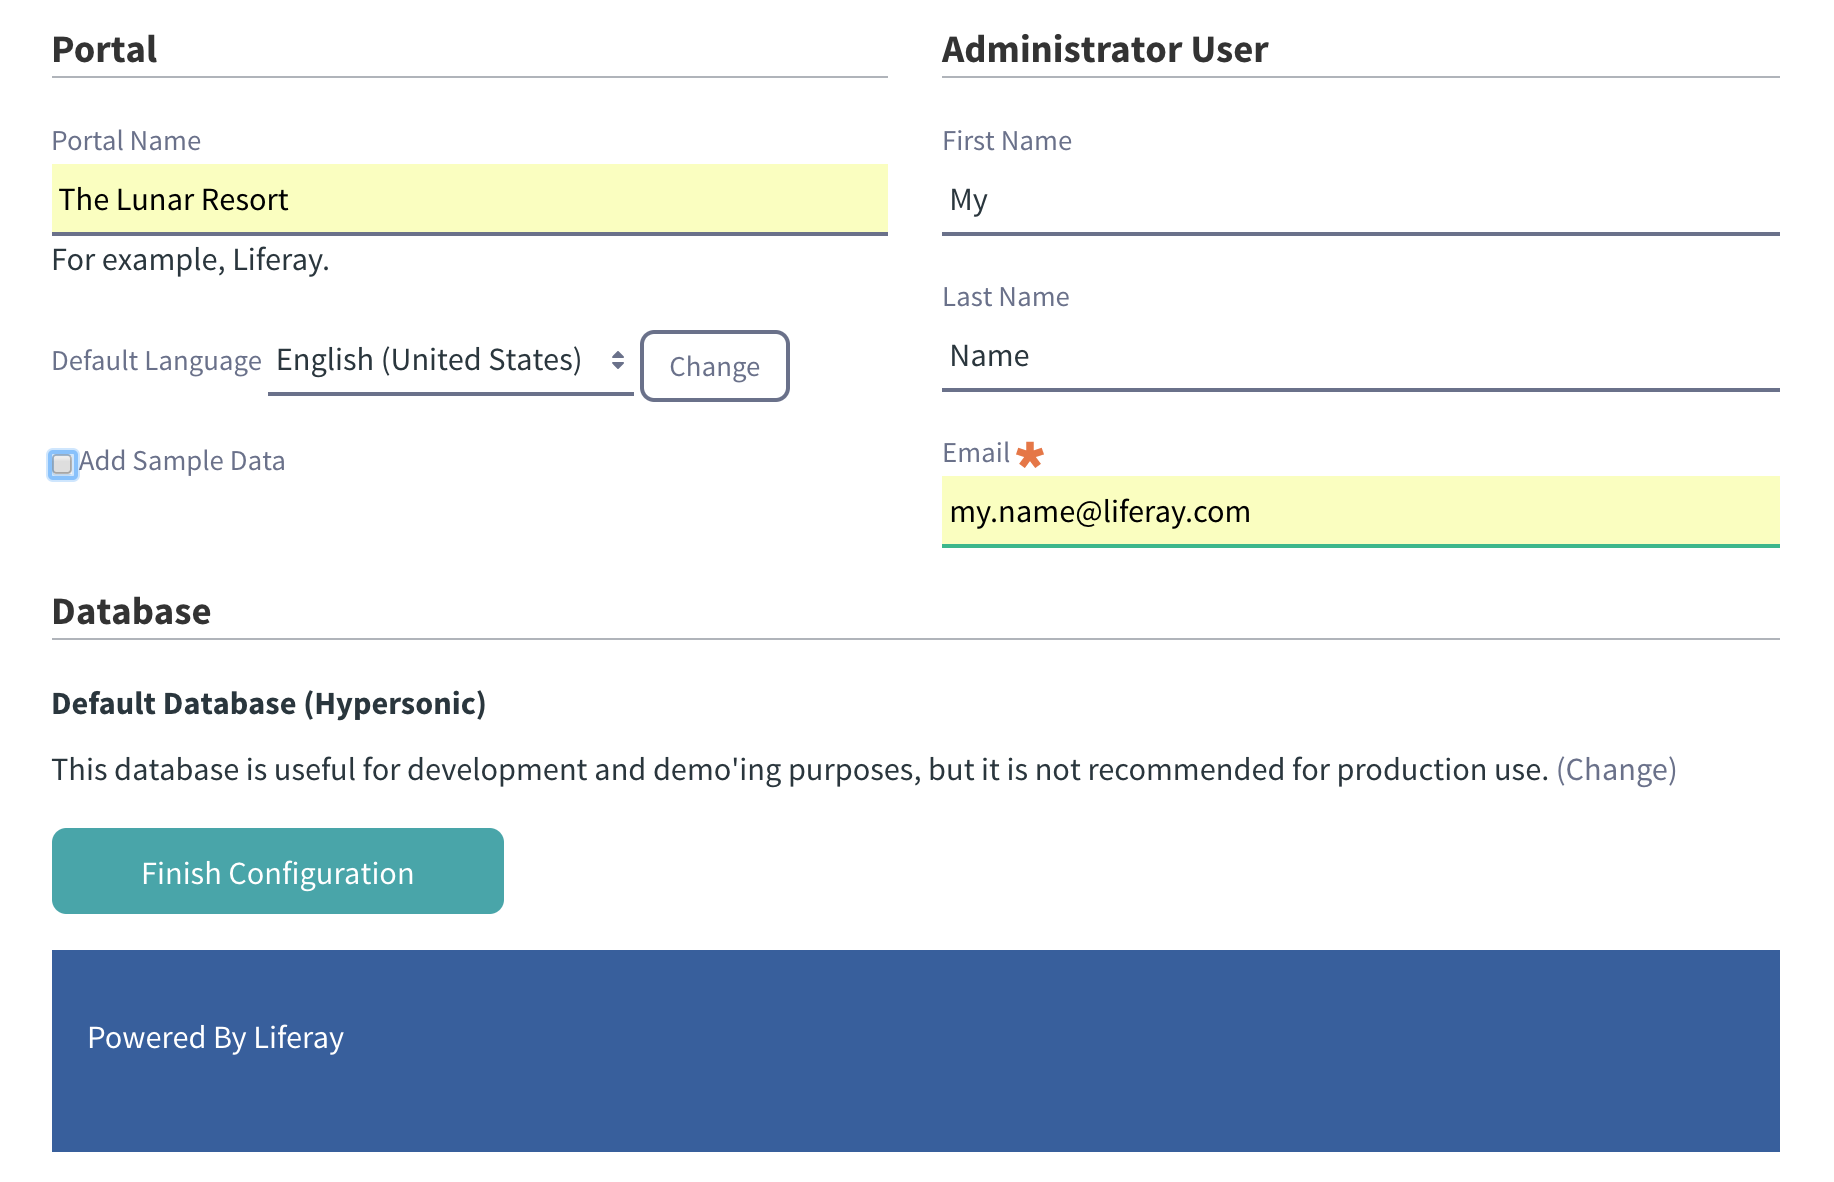 Portal
Portal Name
The Lunar Resort
For example, Liferay.
Default Language English (United States) Change
Add Sample Data
Administrator User
First Name
My
Last Name
Name
Email *
my.name@liferay.com
Database
Default Database (Hypersonic)
This database is useful for development and demo'ing purposes, but it is not recommended for production use. (Change)
Finish Configuration
Powered By Liferay